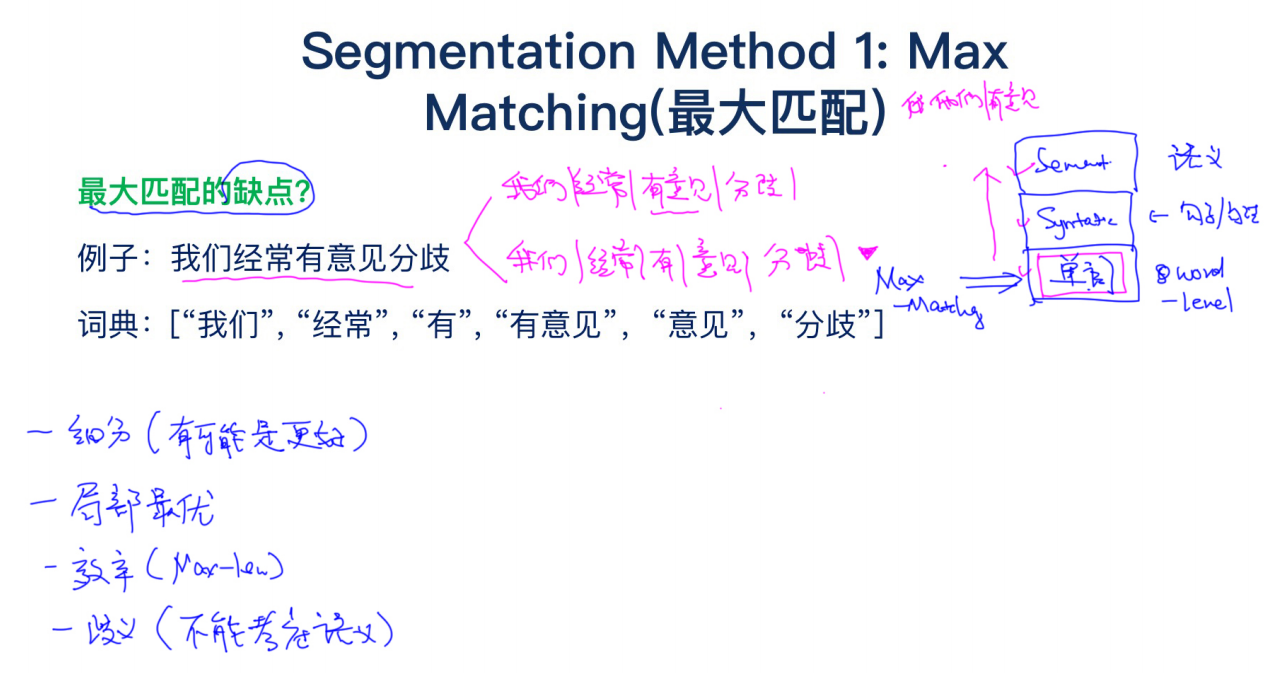 Segmentation Method 1: Max
Matching(最大匹配)
们|有意见
最大匹配的缺点?
我们|经常|有意见|分歧|
例子：我们经常有意见分歧
我们|经常|有|意见|分歧|
词典：[“我们”, “经常”, “有”, “有意见”, “意见”, “分歧”]
Sement
语义
Syntatic
← 句子/
Max
-Matchg
单词
word
-level
- 细分(有可能是更好)
- 局部最优
- 效率(Max-len)
- 歧义(不能考虑语义)